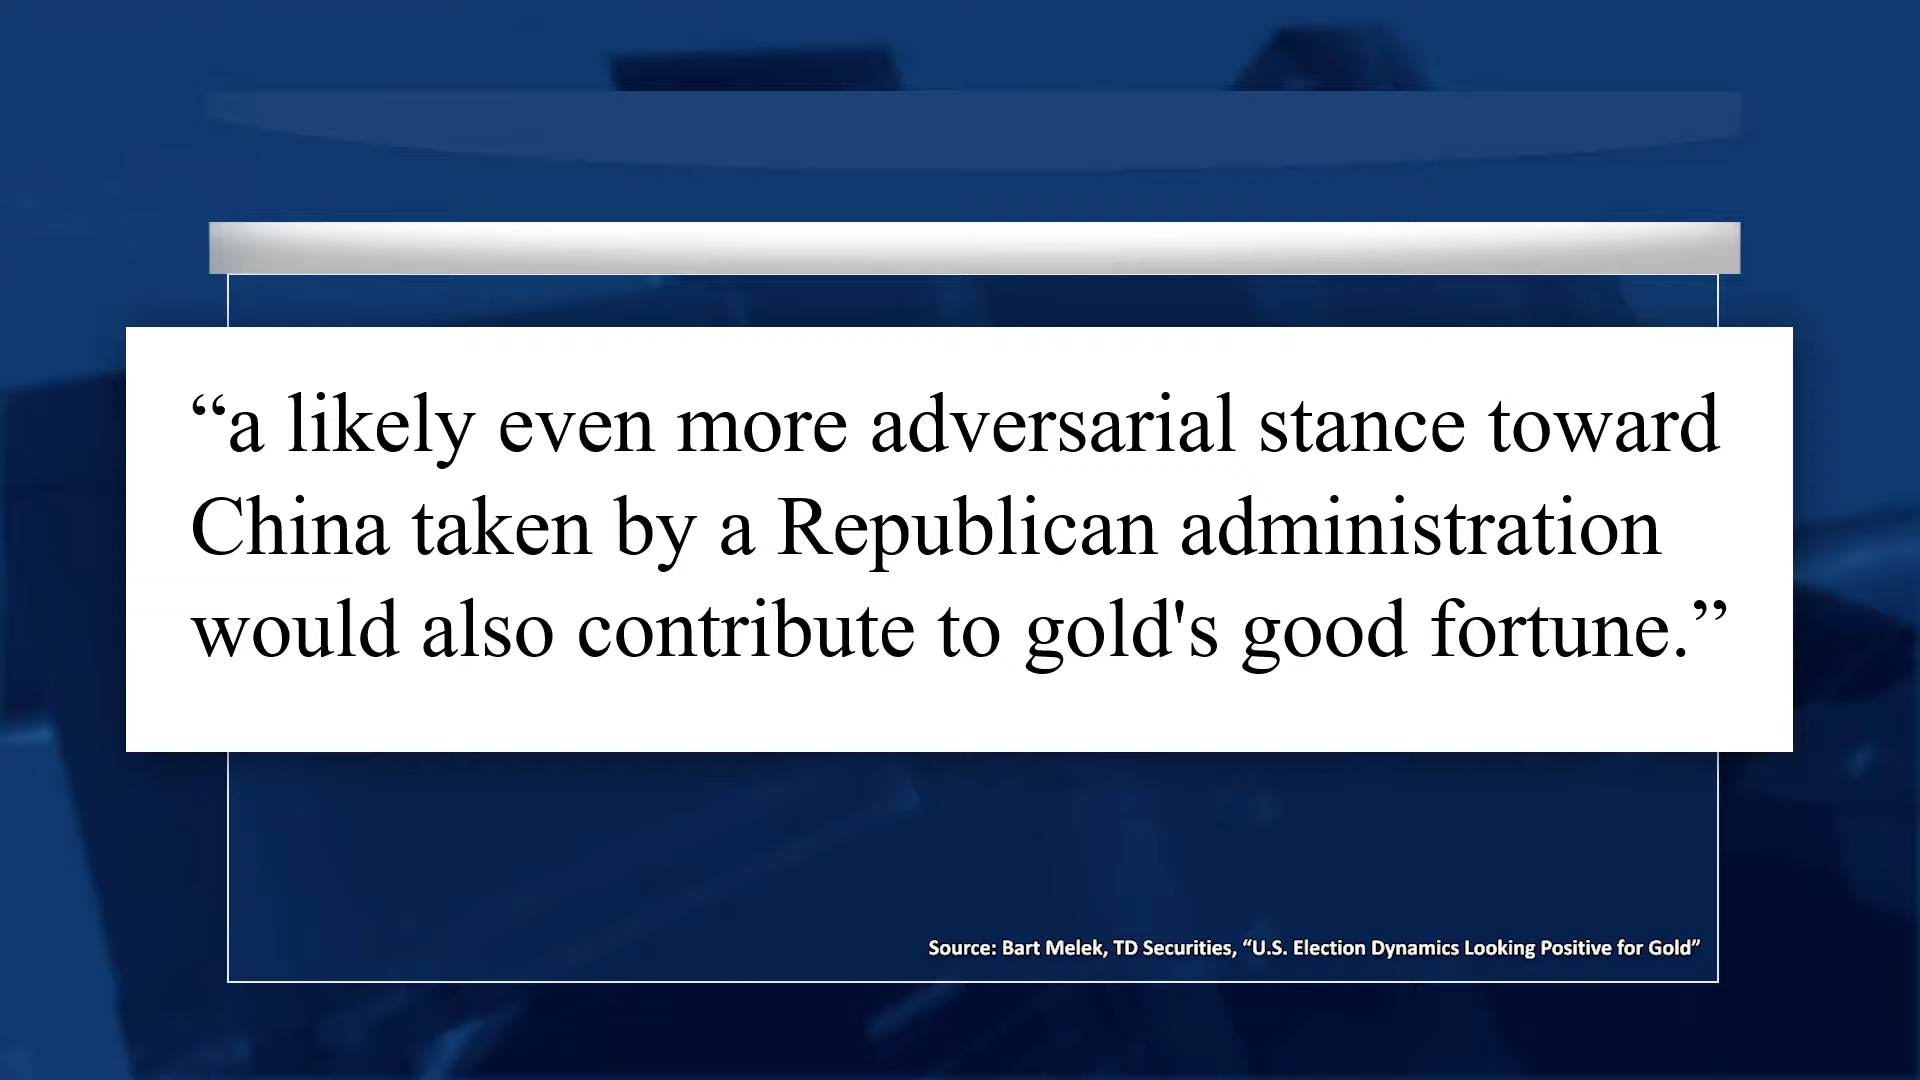 “a likely even more adversarial stance toward
China taken by a Republican administration
would also contribute to gold's good fortune.”
Source: Bart Melek, TD Securities, “U.S. Election Dynamics Looking Positive for Gold”